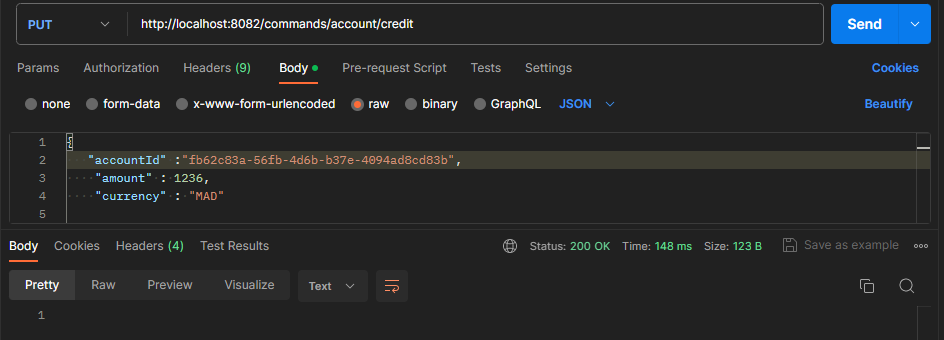 PUT http://localhost:8082/commands/account/credit Send
Params Authorization Headers (9) Body Pre-request Script Tests Settings Cookies
none form-data x-www-form-urlencoded raw binary GraphQL JSON Beautify
1 {
2 "accountId" :"fb62c83a-56fb-4d6b-b37e-4094ad8cd83b",
3 "amount" : 1236,
4 "currency" : "MAD"
5
Body Cookies Headers (4) Test Results Status: 200 OK Time: 148 ms Size: 123 B Save as example
Pretty Raw Preview Visualize Text
1